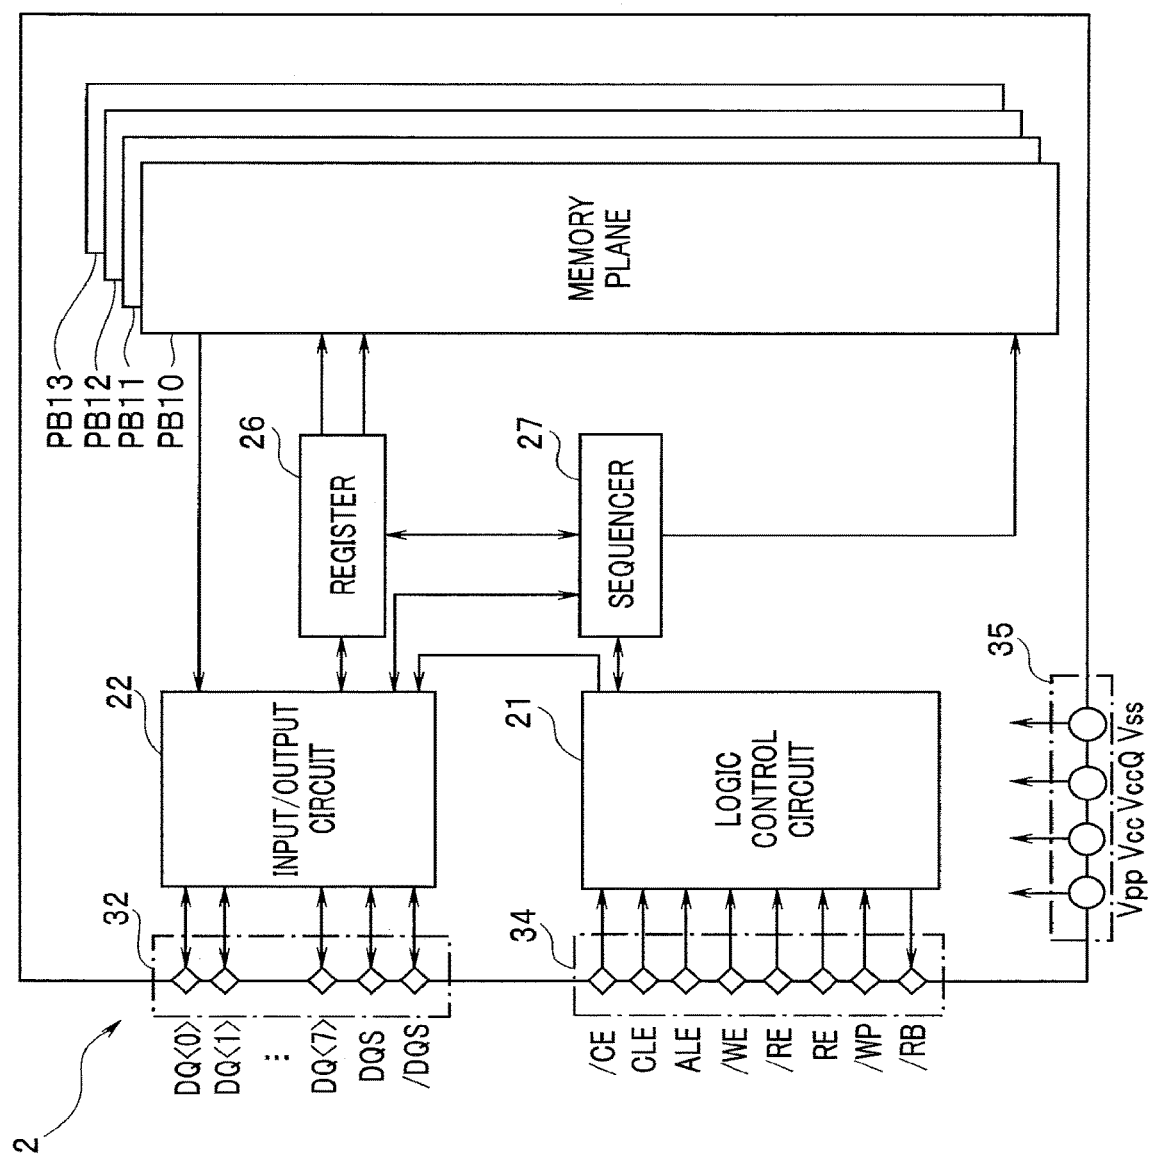 2
32
DQ<0>
DQ<1>
...
DQ<7>
DQS
/DQS
34
/CE
CLE
ALE
/WE
/RE
RE
/WP
/RB
22
INPUT/OUTPUT
CIRCUIT
21
LOGIC
CONTROL
CIRCUIT
26
REGISTER
27
SEQUENCER
PB13
PB12
PB11
PB10
MEMORY
PLANE
35
Vpp Vcc VccQ Vss